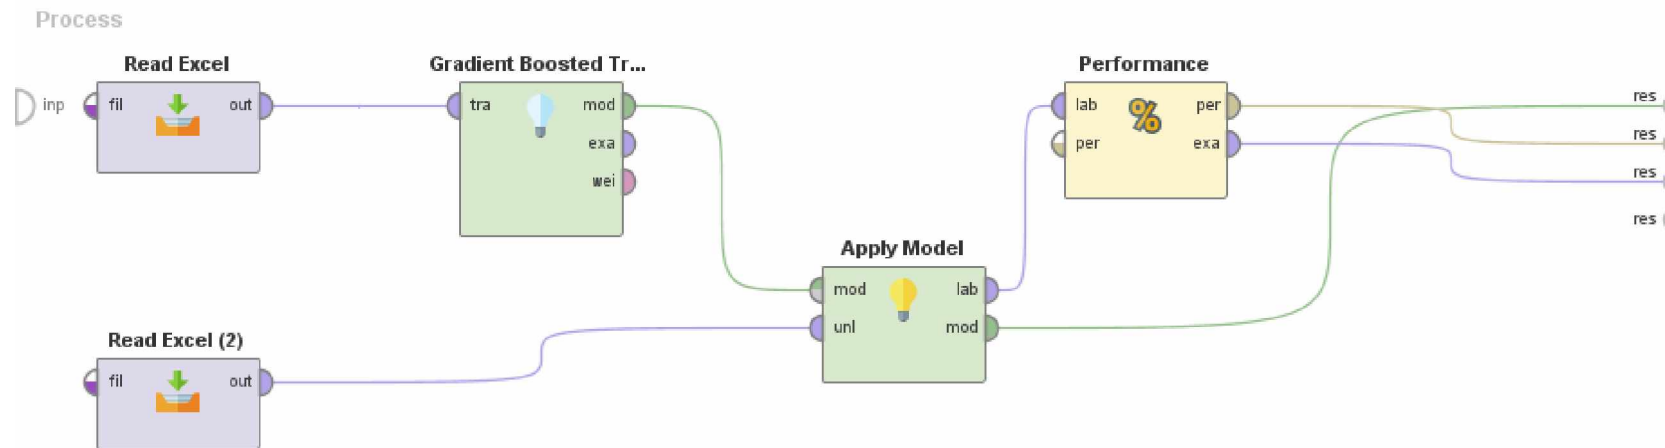 Process
Read Excel
Gradient Boosted Tr...
Performance
inp
fil
out
tra
mod
exa
wei
lab
per
per
exa
res
res
res
res
Apply Model
mod
lab
unl
mod
Read Excel (2)
fil
out